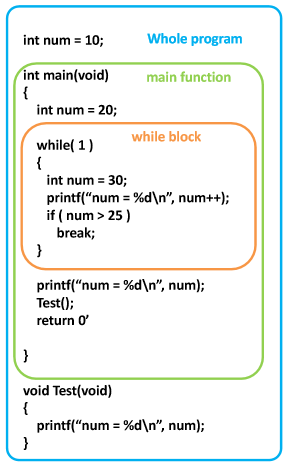 int num = 10; Whole program
int main(void) main function
{
int num = 20;
while block
while( 1 )
{
int num = 30;
printf(“num = %d\n”, num++);
if ( num > 25 )
break;
}
printf(“num = %d\n”, num);
Test();
return 0’
}
void Test(void)
{
printf(“num = %d\n”, num);
}